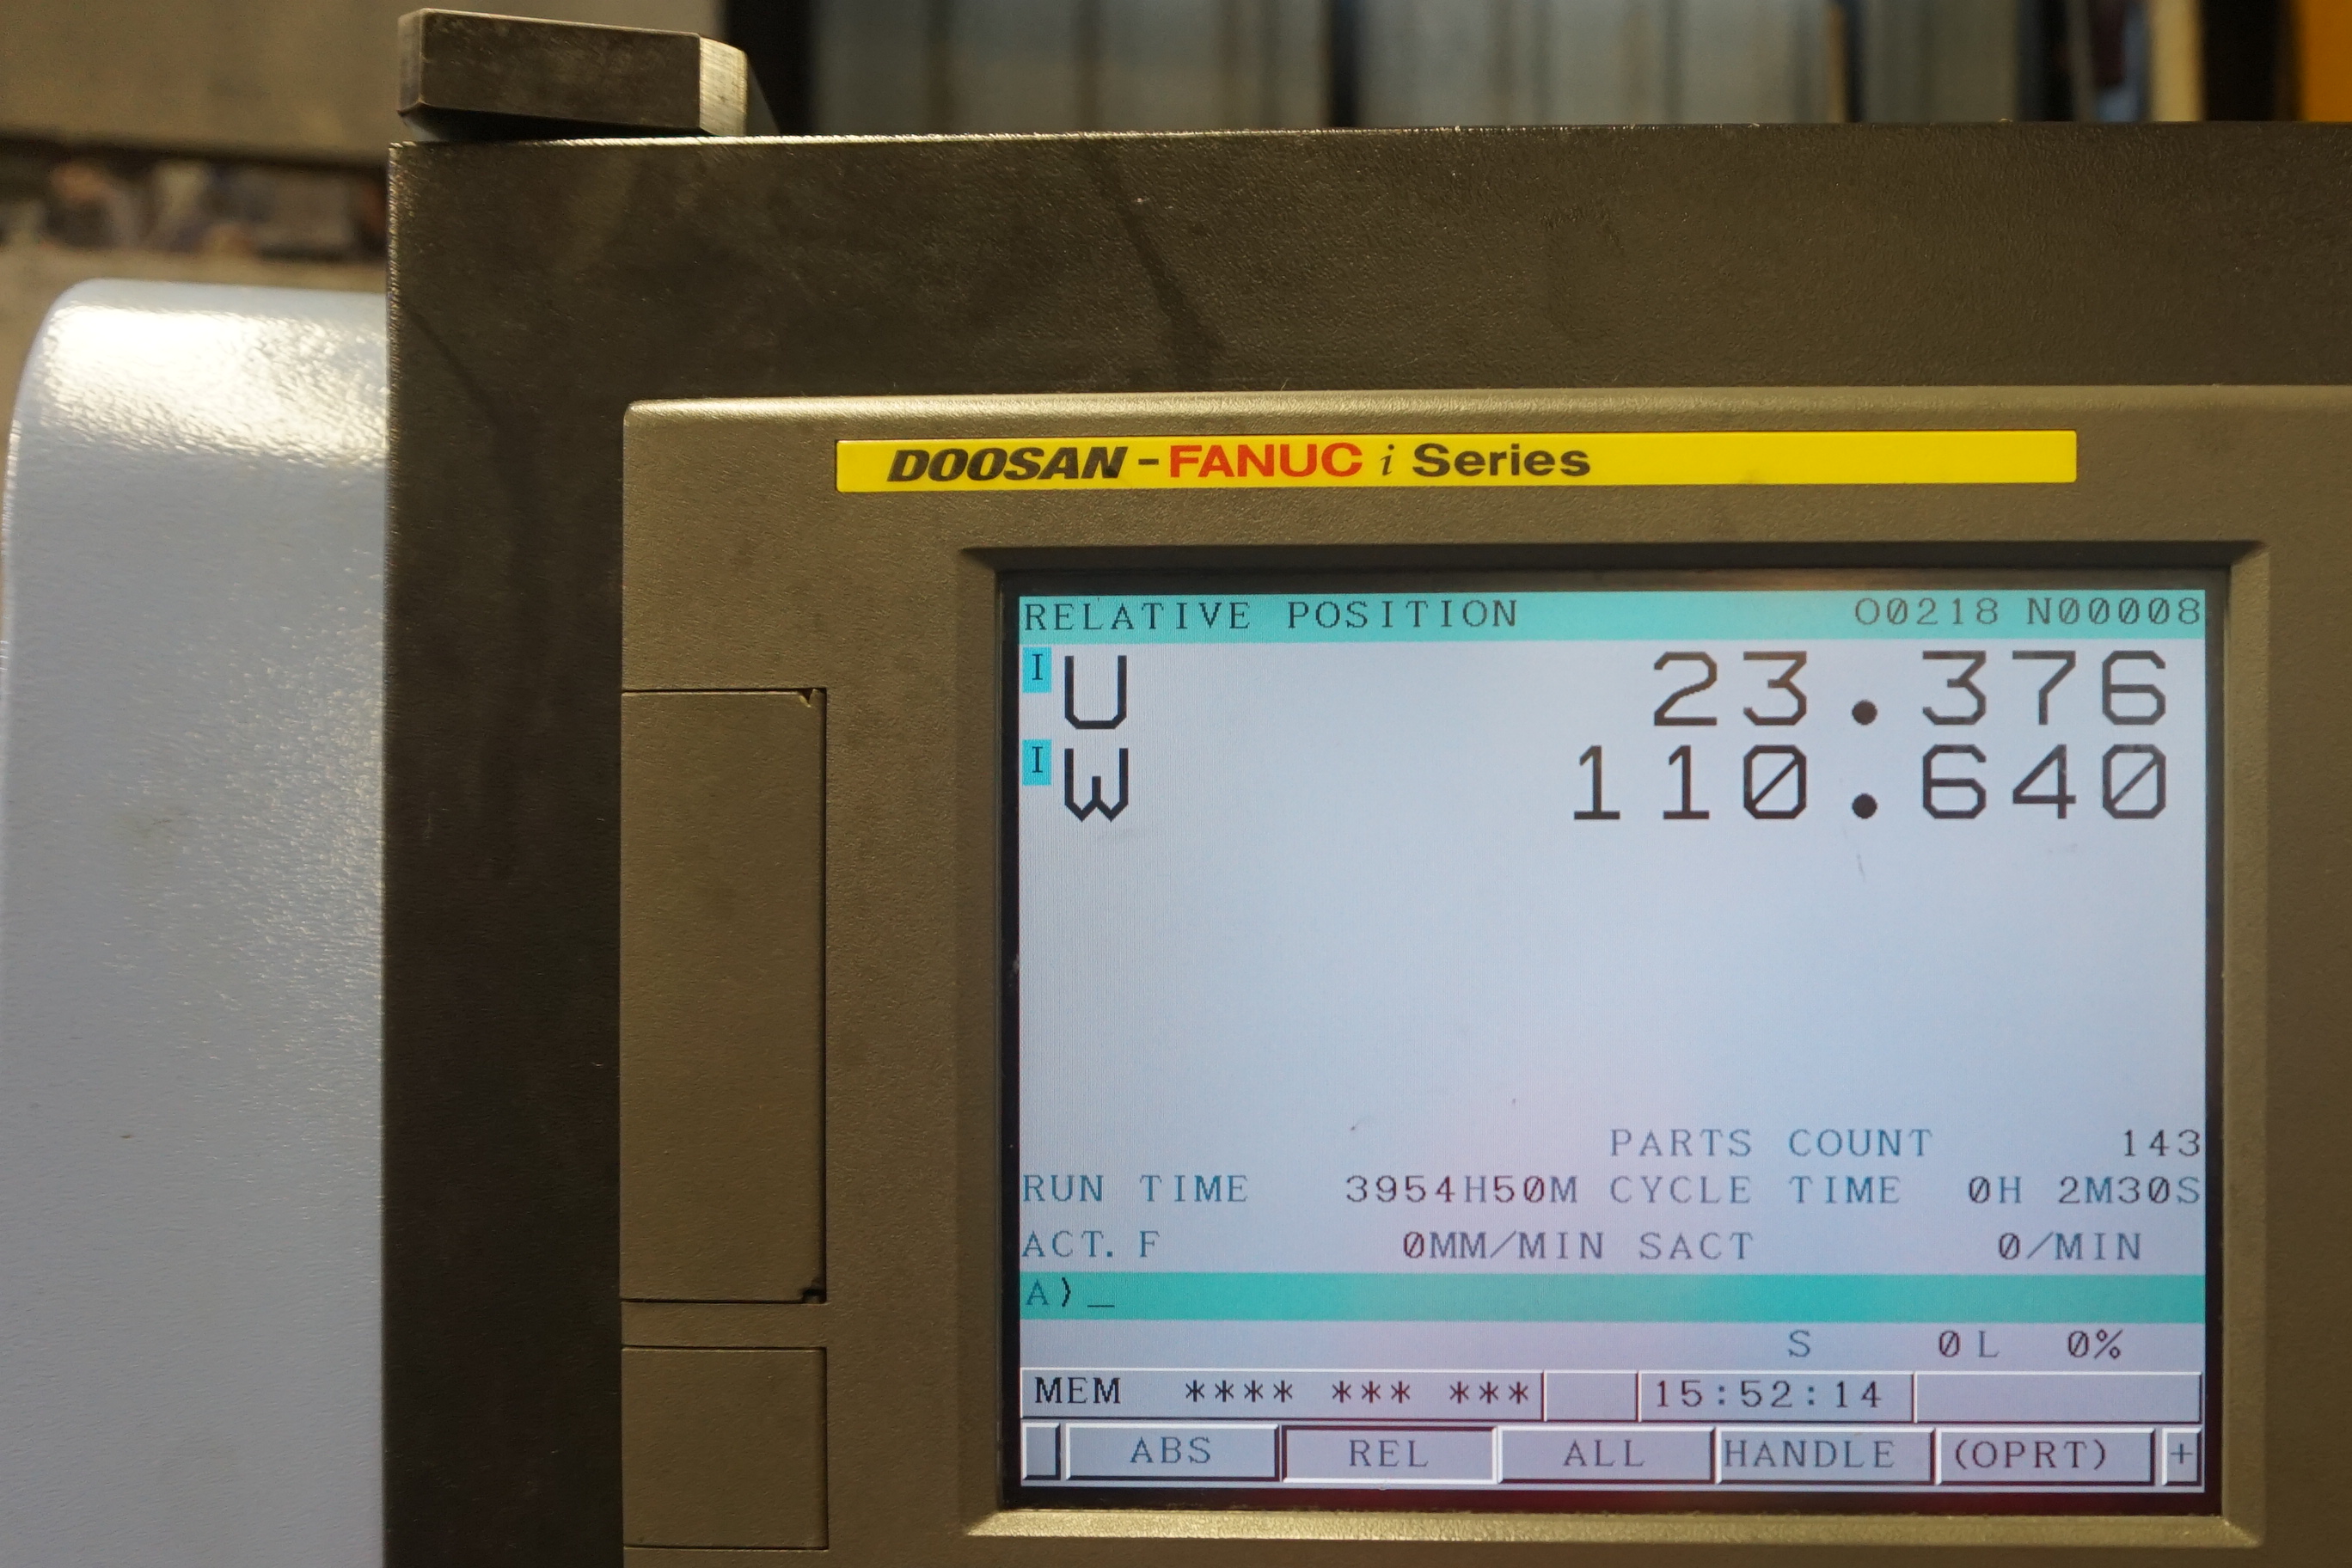 DOOSAN - FANUC i Series
RELATIVE POSITION O0218 N00008
I U 23.376
I W 110.640
PARTS COUNT 143
RUN TIME 3954H50M CYCLE TIME 0H 2M30S
ACT. F 0MM/MIN SACT 0/MIN
A)_
S 0 L 0%
MEM **** *** *** 15:52:14
ABS REL ALL HANDLE (OPRT) +